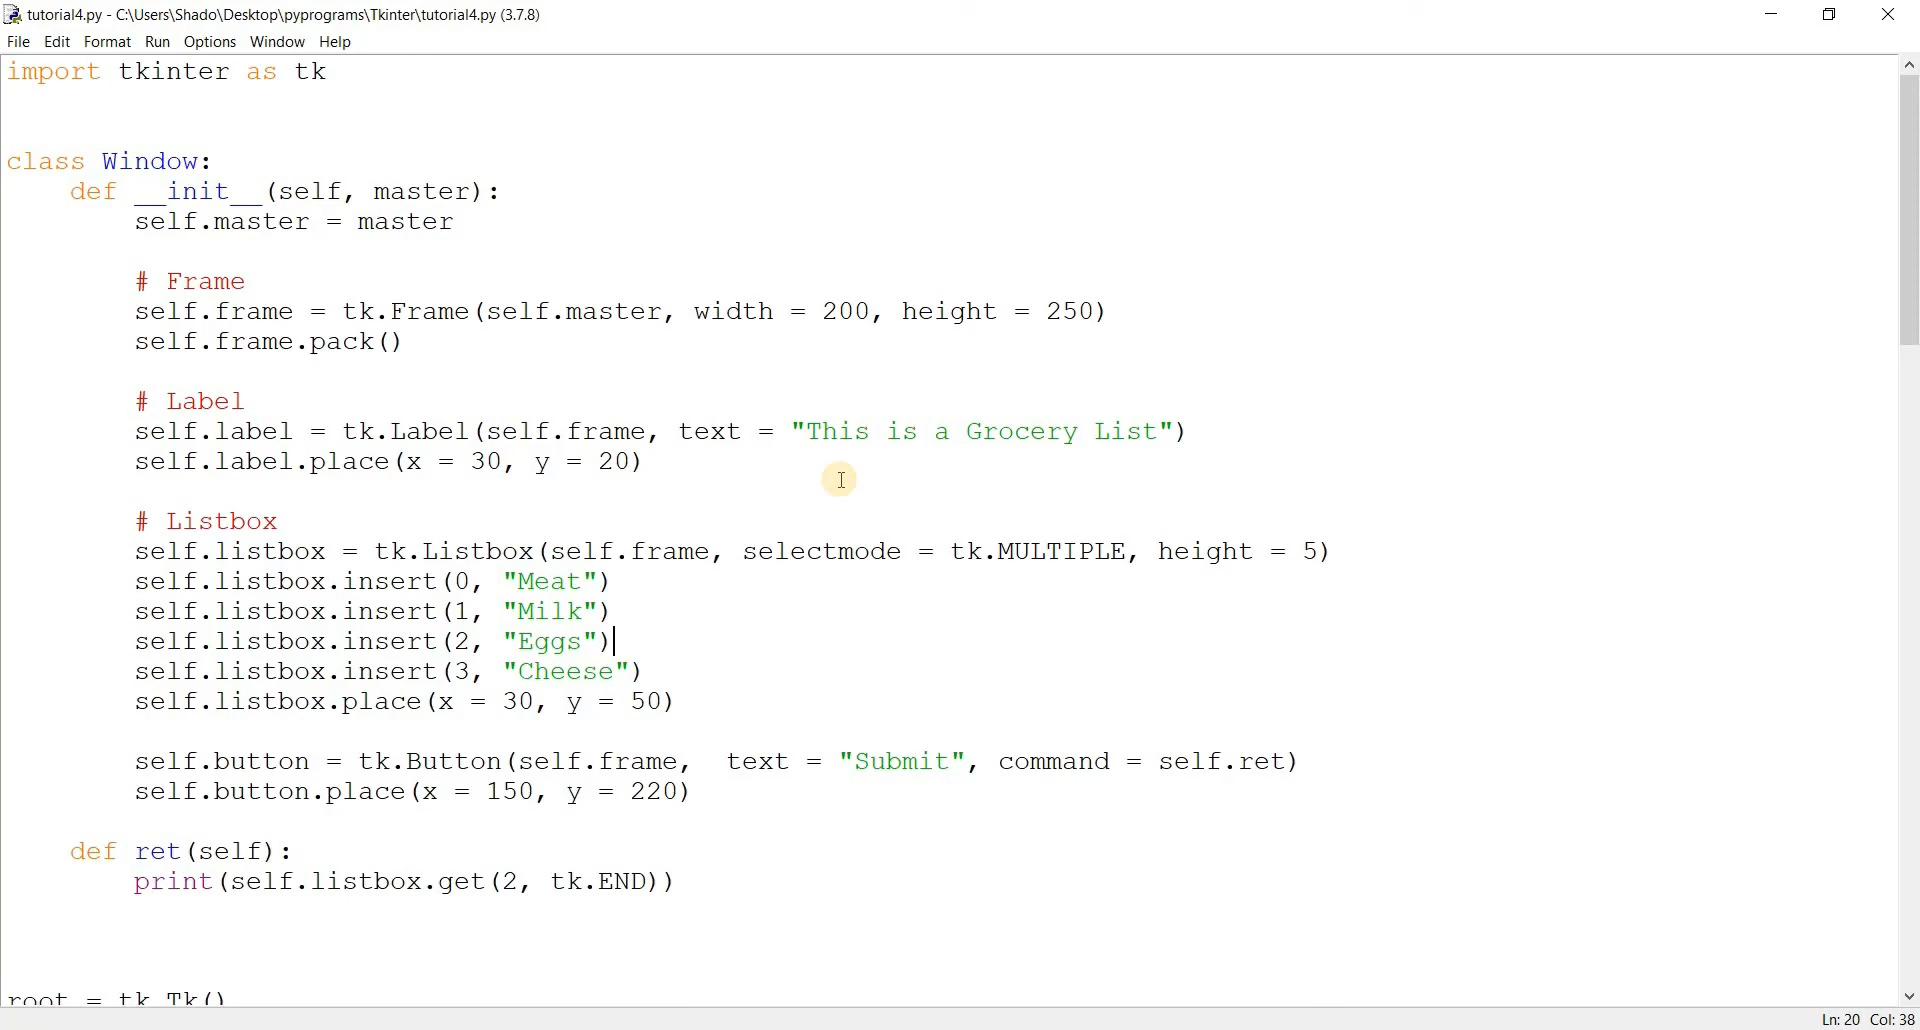 tutorial4.py - C:\Users\Shado\Desktop\pyprograms\Tkinter\tutorial4.py (3.7.8)
File Edit Format Run Options Window Help
import tkinter as tk
class Window:
    def __init__(self, master):
        self.master = master
        # Frame
        self.frame = tk.Frame(self.master, width = 200, height = 250)
        self.frame.pack()
        # Label
        self.label = tk.Label(self.frame, text = "This is a Grocery List")
        self.label.place(x = 30, y = 20)
        # Listbox
        self.listbox = tk.Listbox(self.frame, selectmode = tk.MULTIPLE, height = 5)
        self.listbox.insert(0, "Meat")
        self.listbox.insert(1, "Milk")
        self.listbox.insert(2, "Eggs")
        self.listbox.insert(3, "Cheese")
        self.listbox.place(x = 30, y = 50)
        self.button = tk.Button(self.frame,  text = "Submit", command = self.ret)
        self.button.place(x = 150, y = 220)
    def ret(self):
        print(self.listbox.get(2, tk.END))
root = tk.Tk()
Ln: 20 Col: 38